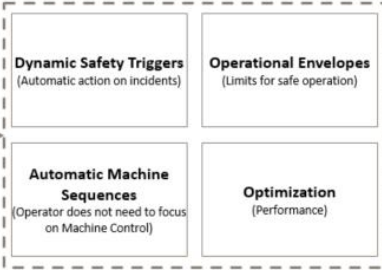 Dynamic Safety Triggers
(Automatic action on incidents)
Operational Envelopes
(Limits for safe operation)
Automatic Machine
Sequences
(Operator does not need to focus
on Machine Control)
Optimization
(Performance)